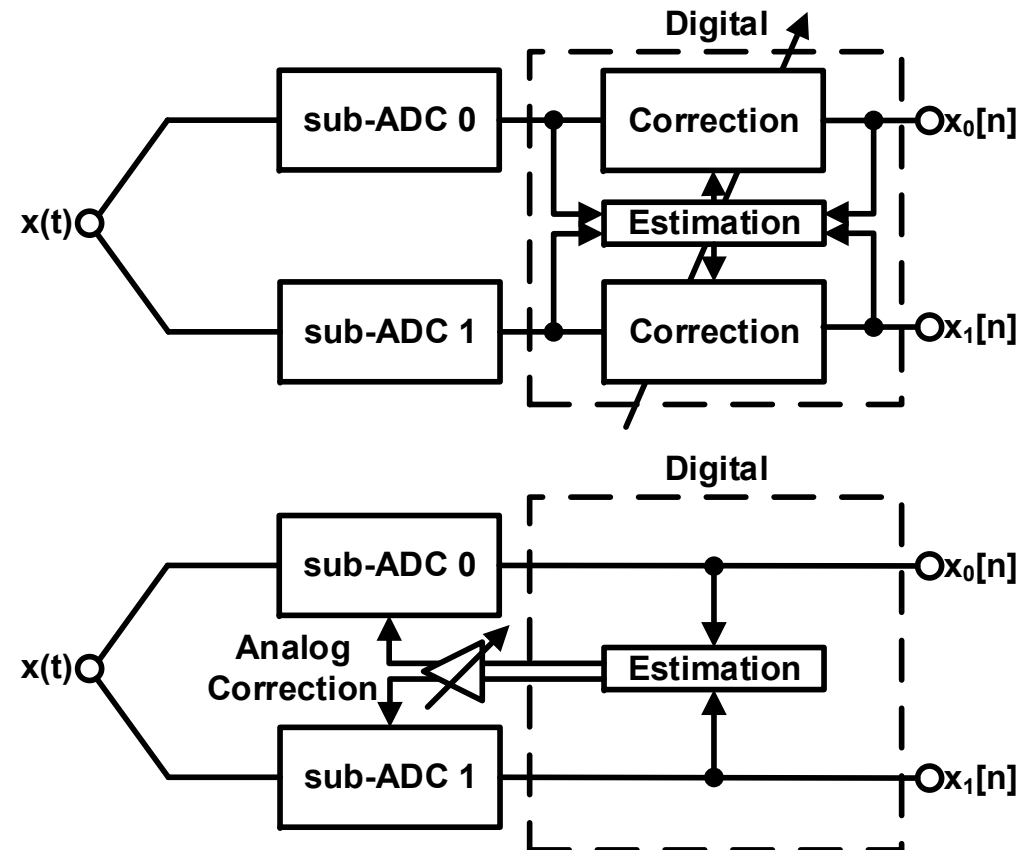 Digital
sub-ADC 0
Correction
x₀[n]
x(t)
Estimation
sub-ADC 1
Correction
x₁[n]
Digital
sub-ADC 0
x₀[n]
Analog
Correction
x(t)
Estimation
sub-ADC 1
x₁[n]